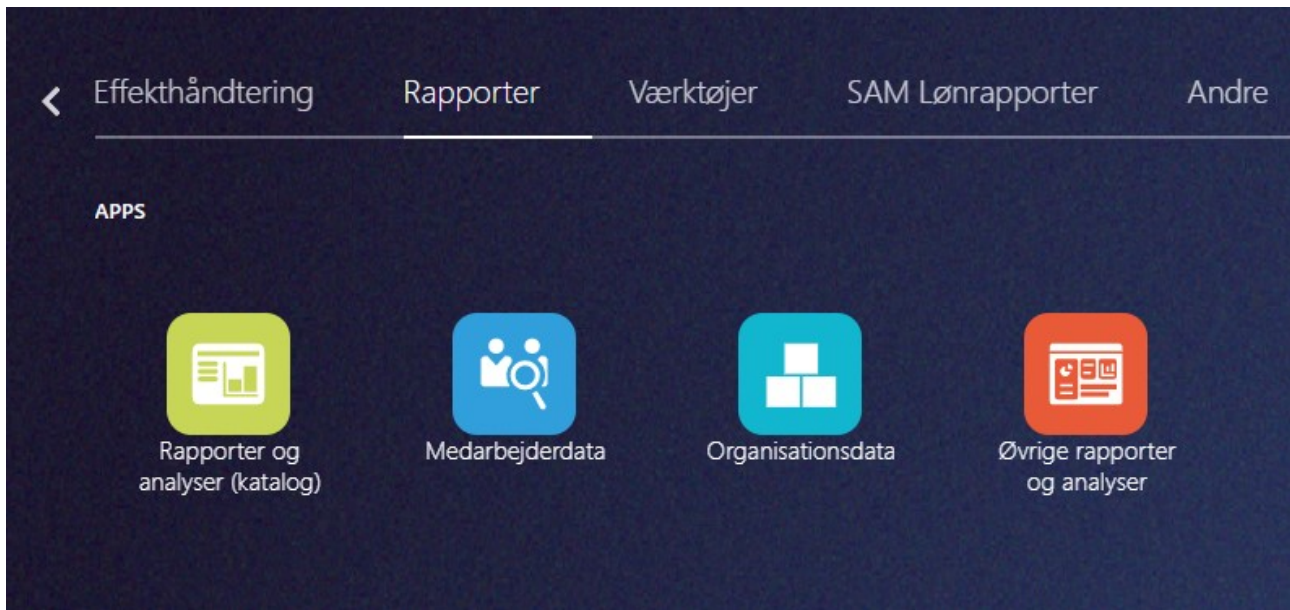 Effekthåndtering Rapporter Værktøjer SAM Lønrapporter Andre
APPS
Rapporter og
analyser (katalog)
Medarbejderdata
Organisationsdata
Øvrige rapporter
og analyser